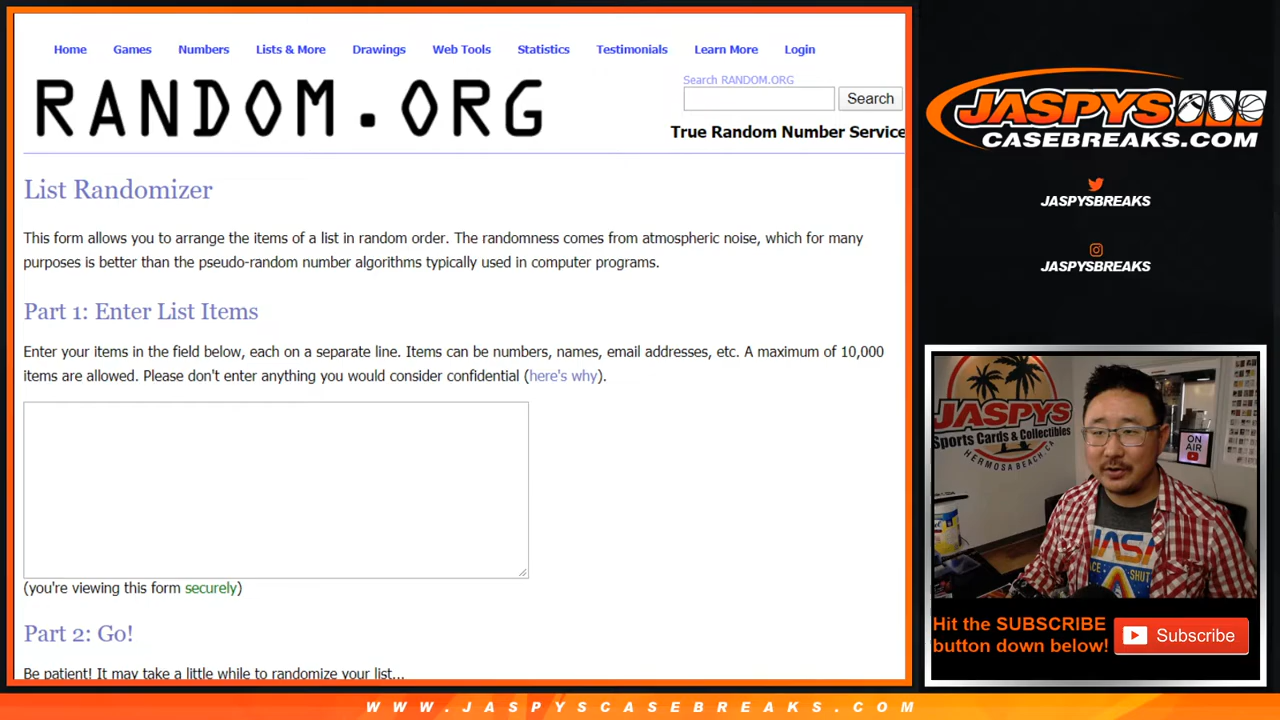 Home Games Numbers Lists & More Drawings Web Tools Statistics Testimonials Learn More Login
RANDOM.ORG
Search RANDOM.ORG
Search
True Random Number Service
List Randomizer
This form allows you to arrange the items of a list in random order. The randomness comes from atmospheric noise, which for many
purposes is better than the pseudo-random number algorithms typically used in computer programs.
Part 1: Enter List Items
Enter your items in the field below, each on a separate line. Items can be numbers, names, email addresses, etc. A maximum of 10,000
items are allowed. Please don't enter anything you would consider confidential (here's why).
(you're viewing this form securely)
Part 2: Go!
Be patient! It may take a little while to randomize your list...
JASPYS
CASEBREAKS.COM
JASPYSBREAKS
JASPYSBREAKS
JASPYS
Sports Cards & Collectibles
HERMOSA BEACH, CA
ON
AIR
NASA
SHUT
Hit the SUBSCRIBE
button down below!
Subscribe
WWW.JASPYSCASEBREAKS.COM